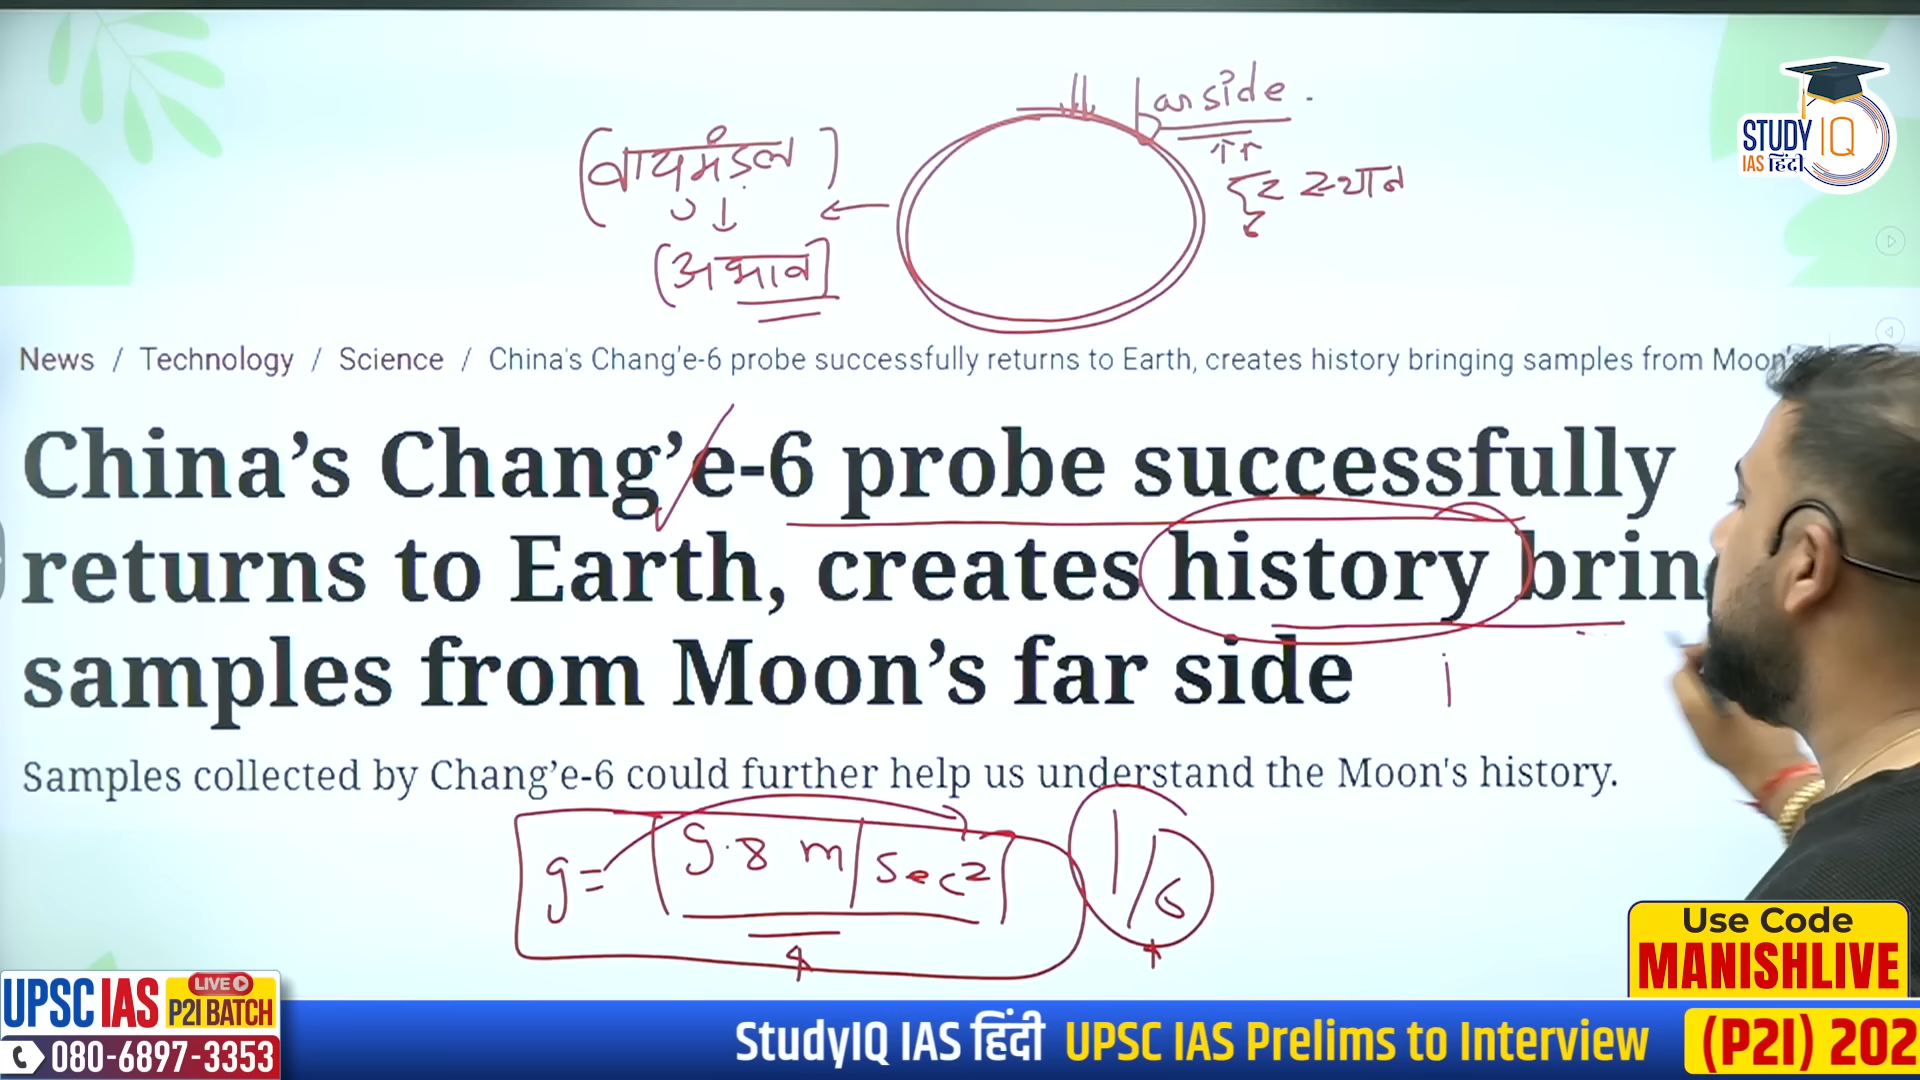 far side.
(वायुमंडल)
दूर स्थान
(अभाव)
STUDY IQ
IAS हिंदी
News / Technology / Science / China's Chang'e-6 probe successfully returns to Earth, creates history bringing samples from Moon's
China’s Chang’e-6 probe successfully
returns to Earth, creates history brin
samples from Moon’s far side
Samples collected by Chang’e-6 could further help us understand the Moon's history.
g= 9.8 m/sec²
1/6
Use Code
MANISHLIVE
UPSC IAS
LIVE
P2I BATCH
080-6897-3353
StudyIQ IAS हिंदी UPSC IAS Prelims to Interview
(P2I) 202